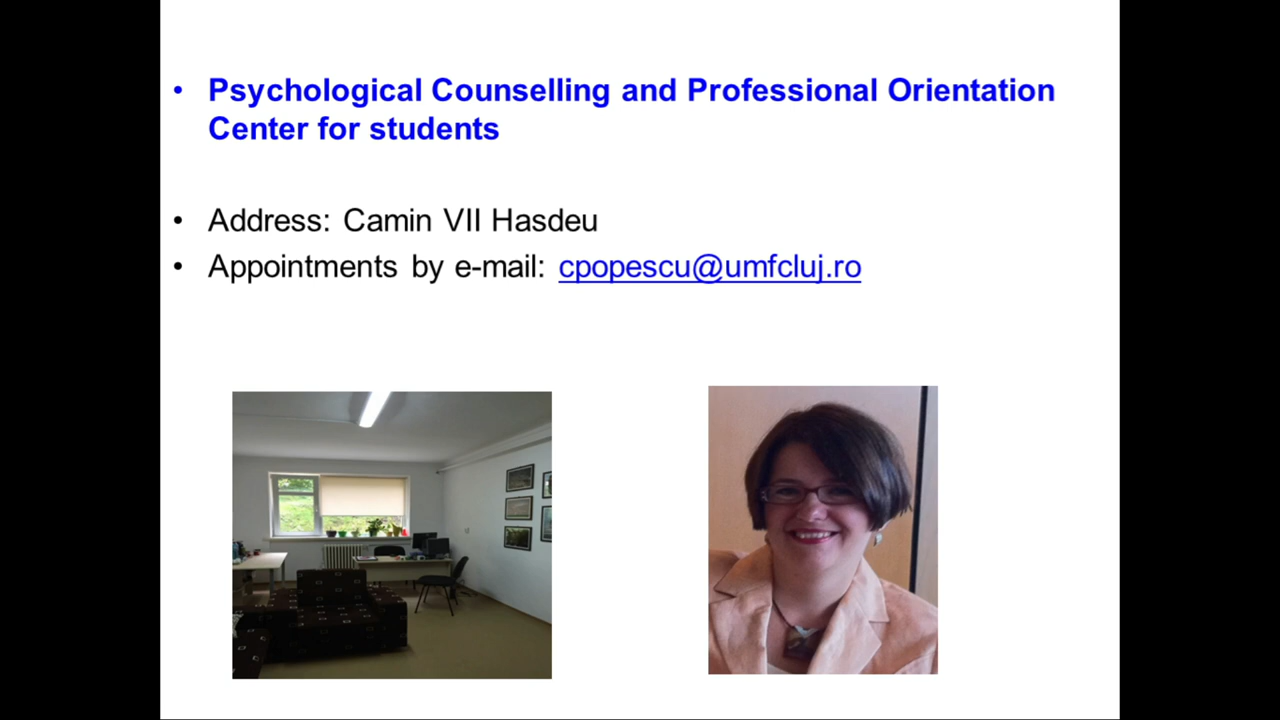 • Psychological Counselling and Professional Orientation
Center for students
• Address: Camin VII Hasdeu
• Appointments by e-mail: cpopescu@umfcluj.ro